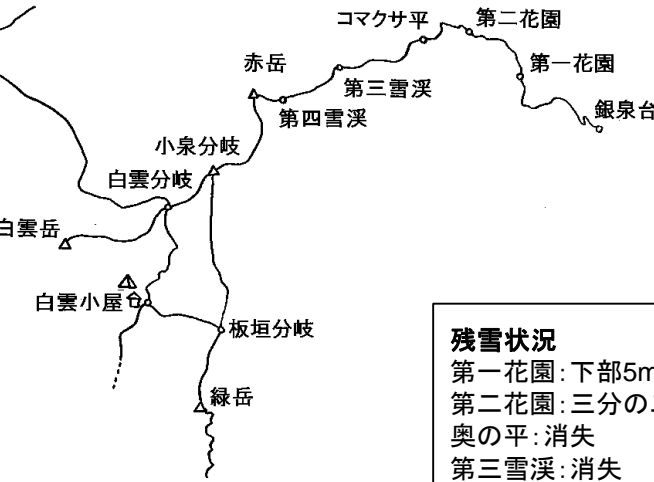 コマクサ平
第二花園
赤岳
第三雪渓
第一花園
第四雪渓
銀泉台
小泉分岐
白雲分岐
白雲岳
白雲小屋
板垣分岐
緑岳
残雪状況
第一花園:下部5m
第二花園:三分の
奥の平:消失
第三雪渓:消失